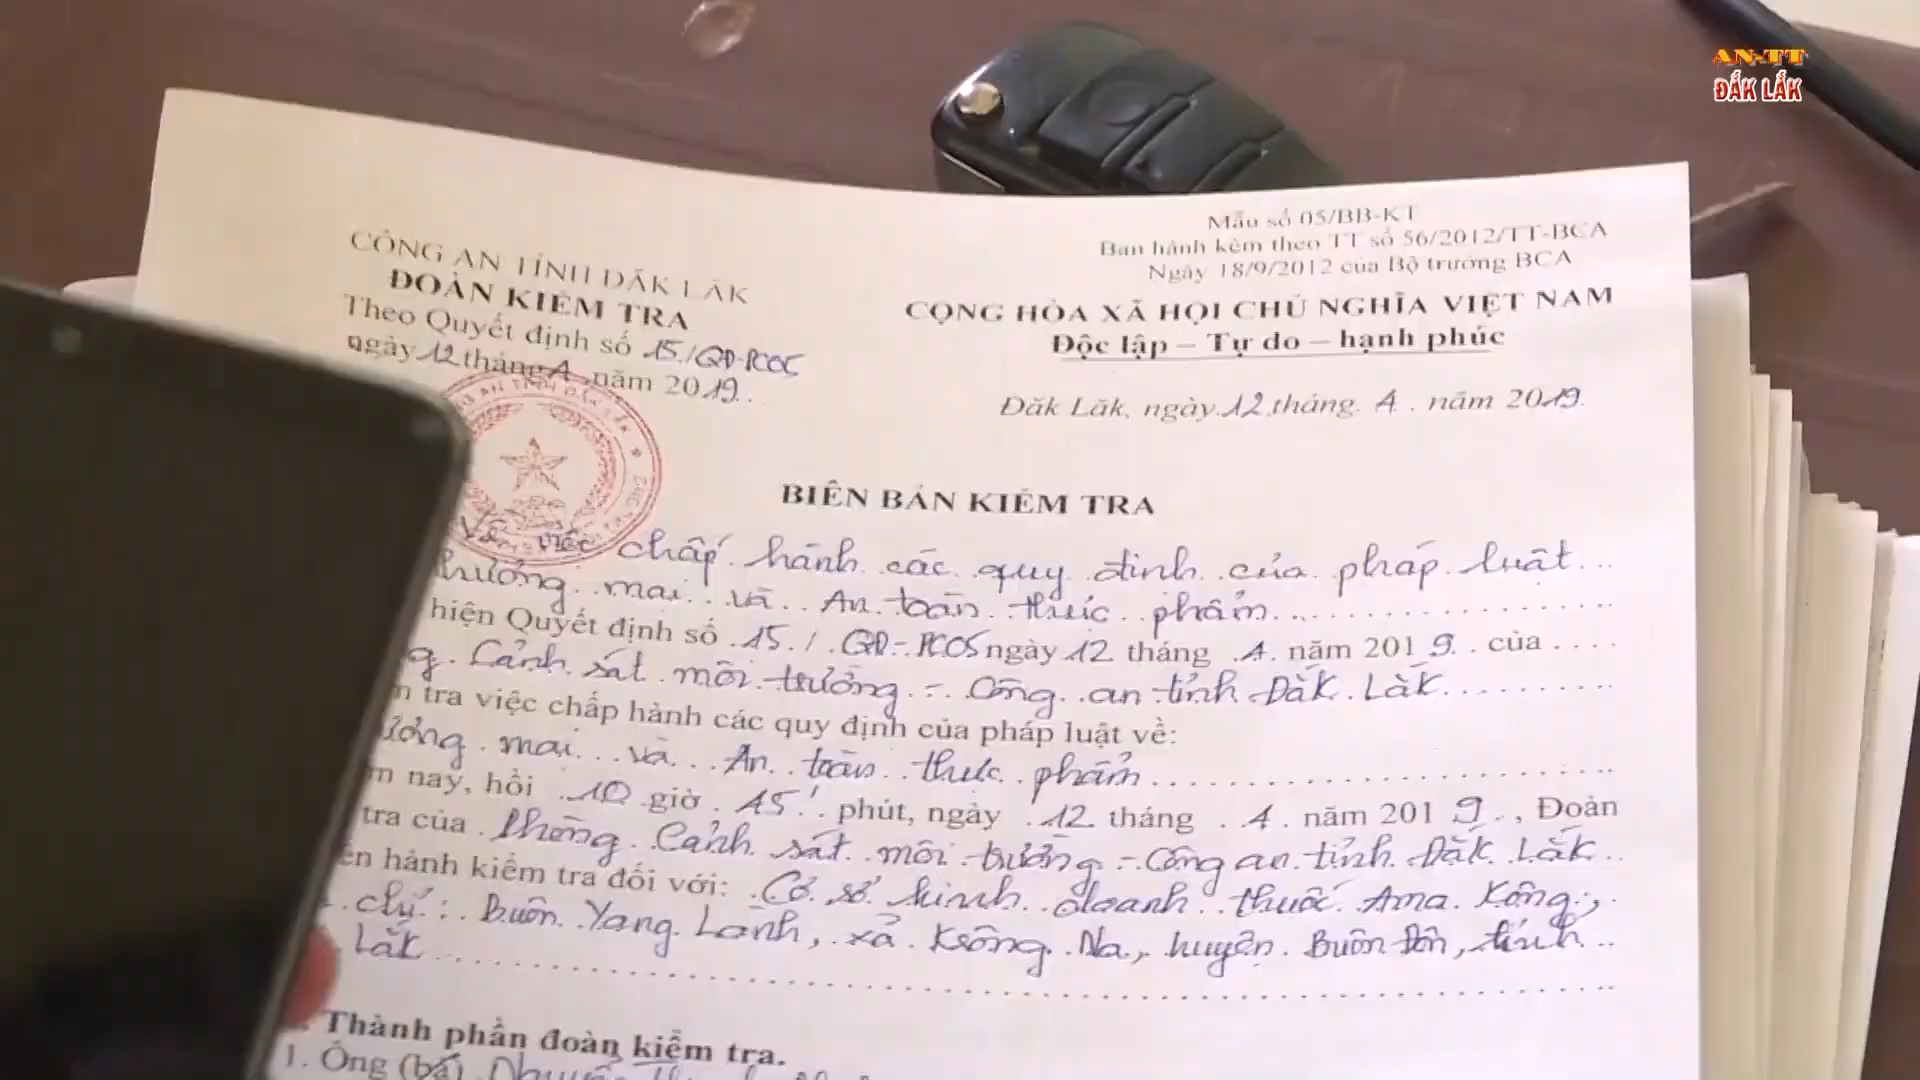 AN-TT
ĐẮK LẮK
Mẫu số 05/BB-KT
Ban hành kèm theo TT số 56/2012/TT-BCA
Ngày 18/9/2012 của Bộ trưởng BCA
CÔNG AN TỈNH ĐĂK LĂK
ĐOÀN KIỂM TRA
Theo Quyết định số 15./QĐ-PC05
ngày 12 tháng 4 năm 2019.
CỘNG HÒA XÃ HỘI CHỦ NGHĨA VIỆT NAM
Độc lập – Tự do – hạnh phúc
Đăk Lăk, ngày 12 tháng 4 năm 2019.
BIÊN BẢN KIỂM TRA
Về việc chấp hành các quy định của pháp luật
thương mại và An toàn thực phẩm
hiện Quyết định số 15./QĐ-PC05 ngày 12 tháng 4 năm 2019 của
g Cảnh sát môi trường - Công an tỉnh Đắk Lắk
tra việc chấp hành các quy định của pháp luật về:
ương mại và An toàn thực phẩm
m nay, hồi 10 giờ 15' phút, ngày 12 tháng 4 năm 2019, Đoàn
tra của Phòng Cảnh sát môi trường - Công an tỉnh Đắk Lắk
ến hành kiểm tra đối với: Cơ sở kinh doanh thuốc Ama Kông,
chỉ: Buôn Yang Lành, xã Krông Na, huyện Buôn Đôn, tỉnh
Lắk
Thành phần đoàn kiểm tra.
1. Ông (bà) Nguyễn